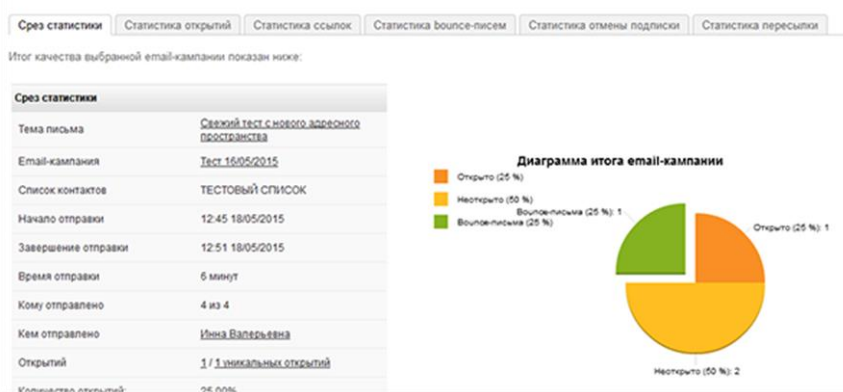 Срез статистики Статистика открытий Статистика ссылок Статистика bounce-писем Статистика отмены подписки Статистика пересылки
Итог качества выбранной email-кампании показан ниже:
Срез статистики
Тема письма Свежий тест с нового адресного
пространства
Email-кампания Тест 16/05/2015
Список контактов ТЕСТОВЫЙ СПИСОК
Начало отправки 12:45 18/05/2015
Завершение отправки 12:51 18/05/2015
Время отправки 6 минут
Кому отправлено 4 из 4
Кем отправлено Инна Валерьевна
Открытий 1 / 1 уникальных открытий
Количество открытий: 25.00%
Диаграмма итога email-кампании
Открыто (25 %)
Неоткрыто (50 %)
Bounce-письма (25 %)
Bounce-письма (25 %): 1
Открыто (25 %): 1
Неоткрыто (50 %): 2